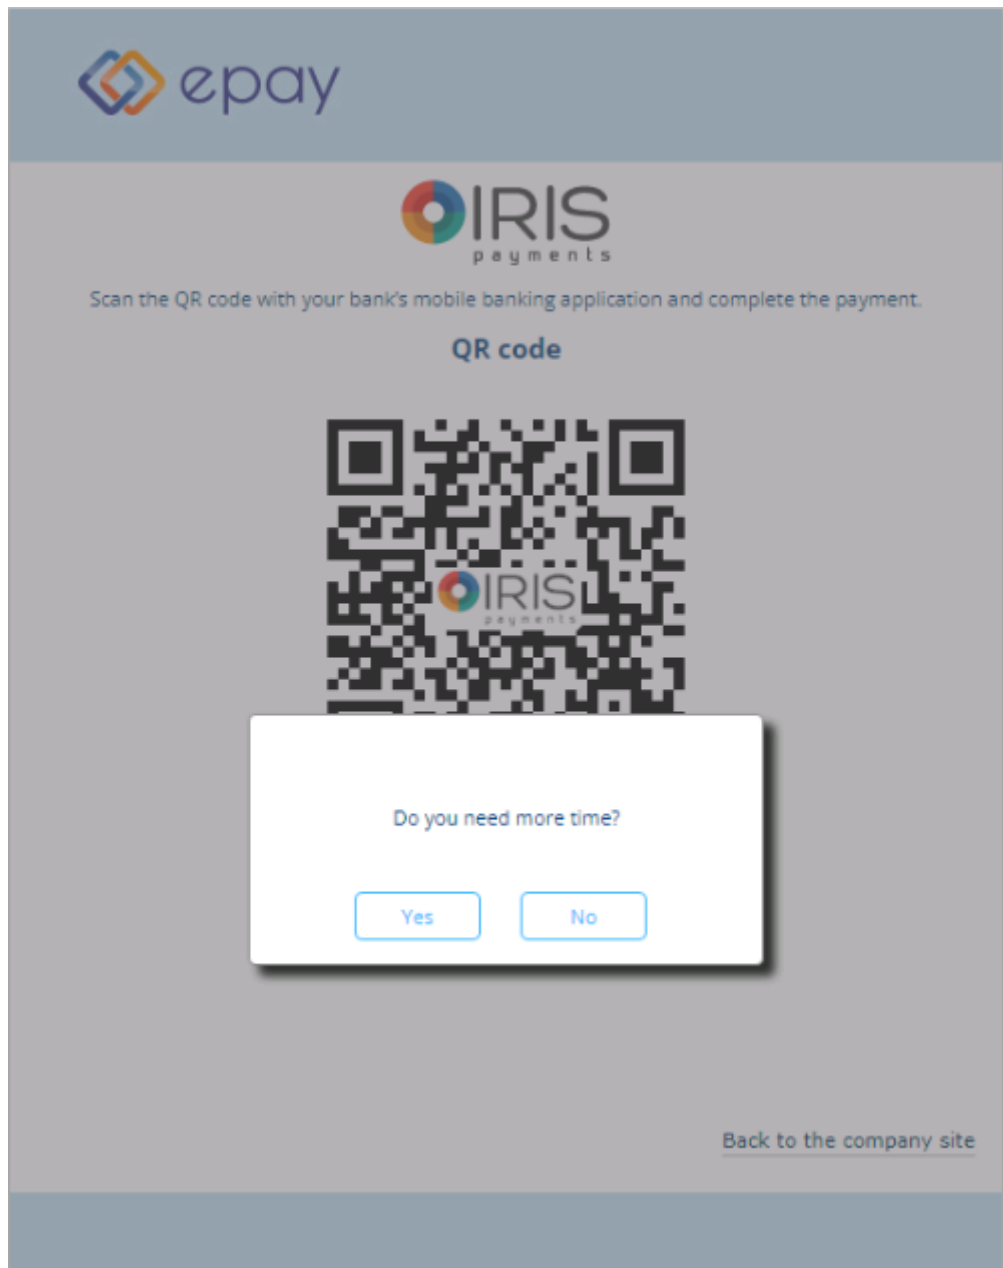 epay
IRIS
payments
Scan the QR code with your bank's mobile banking application and complete the payment.
QR code
IRIS
payments
Do you need more time?
Yes
No
Back to the company site